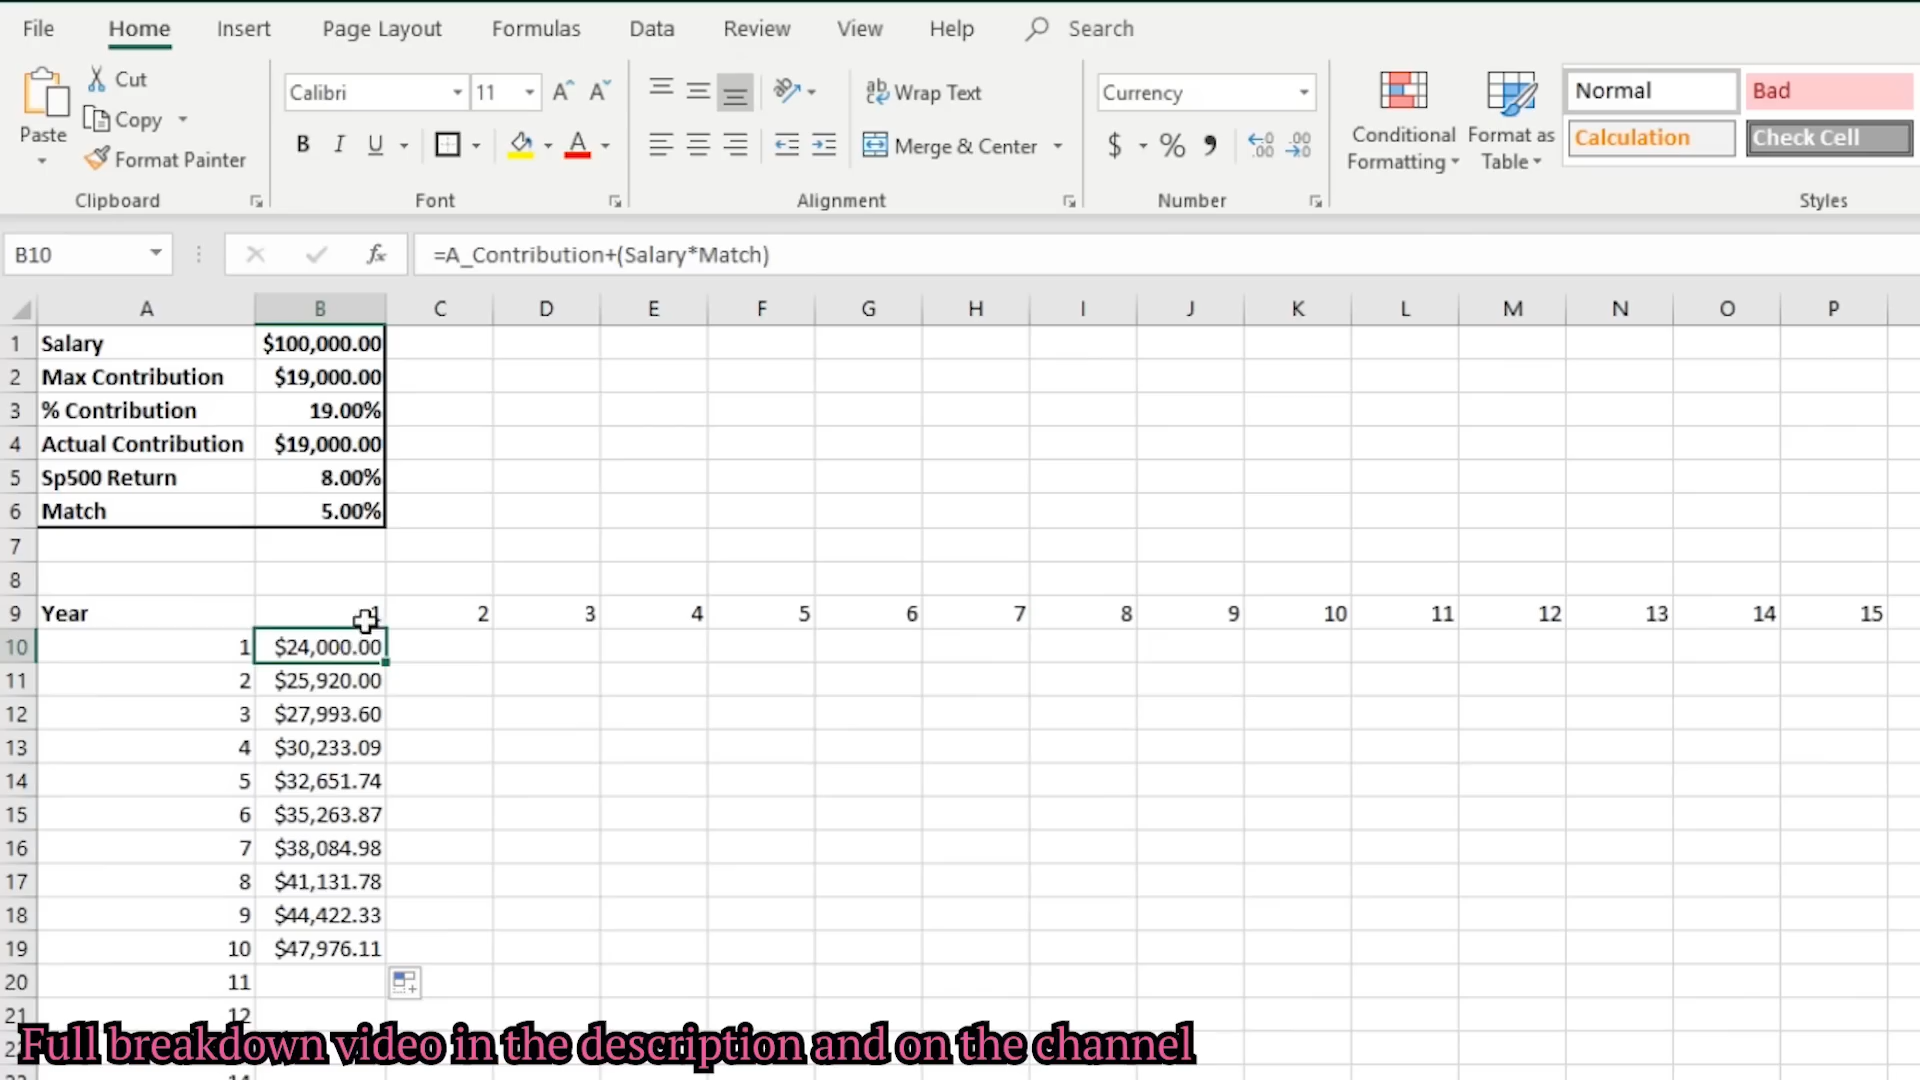 File Home Insert Page Layout Formulas Data Review View Help Search
Paste
Cut
Copy
Format Painter
Clipboard
Calibri 11
B I U
Font
Wrap Text
Merge & Center
Alignment
Currency
$ % 9
Number
Conditional Formatting
Format as Table
Normal Bad
Calculation Check Cell
Styles
B10 fx =A_Contribution+(Salary*Match)
A B C D E F G H I J K L M N O P
1 Salary $100,000.00
2 Max Contribution $19,000.00
3 % Contribution 19.00%
4 Actual Contribution $19,000.00
5 Sp500 Return 8.00%
6 Match 5.00%
7
8
9 Year 1 2 3 4 5 6 7 8 9 10 11 12 13 14 15
10 1 $24,000.00
11 2 $25,920.00
12 3 $27,993.60
13 4 $30,233.09
14 5 $32,651.74
15 6 $35,263.87
16 7 $38,084.98
17 8 $41,131.78
18 9 $44,422.33
19 10 $47,976.11
20 11
21 12
Full breakdown video in the description and on the channel